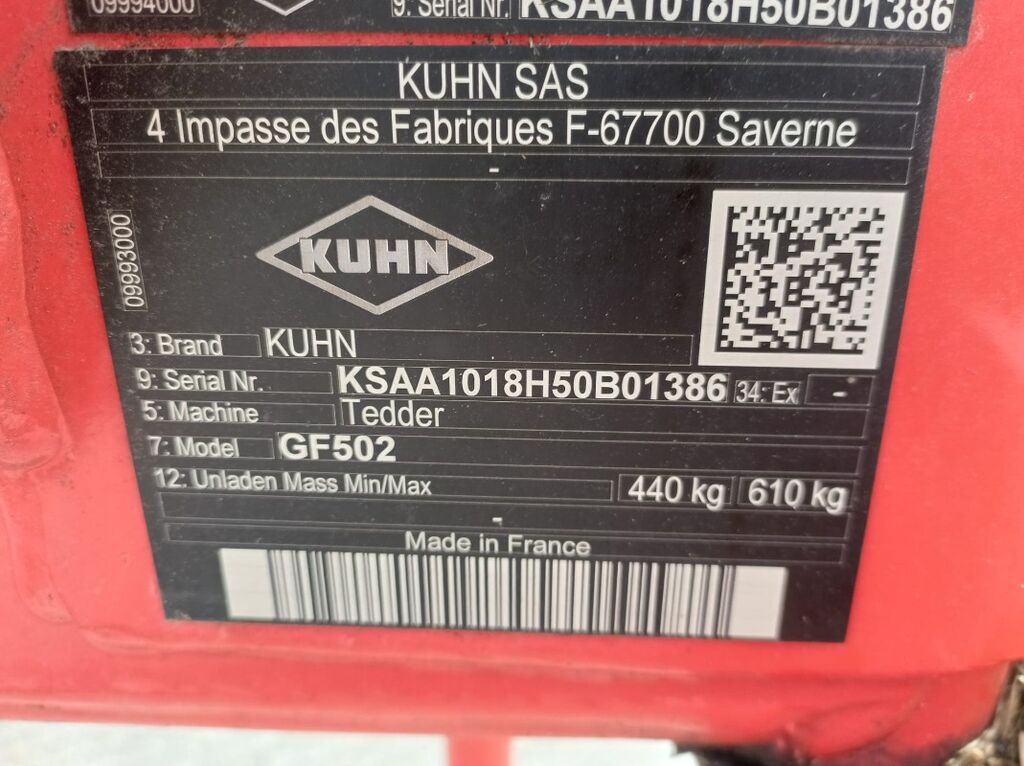 09994000
9: Serial Nr. KSAA1018H50B01386
KUHN SAS
4 Impasse des Fabriques F-67700 Saverne
-
09993000
KUHN
3: Brand KUHN
9: Serial Nr. KSAA1018H50B01386 34: Ex -
5: Machine Tedder
7: Model GF502
12: Unladen Mass Min/Max 440 kg 610 kg
-
Made in France